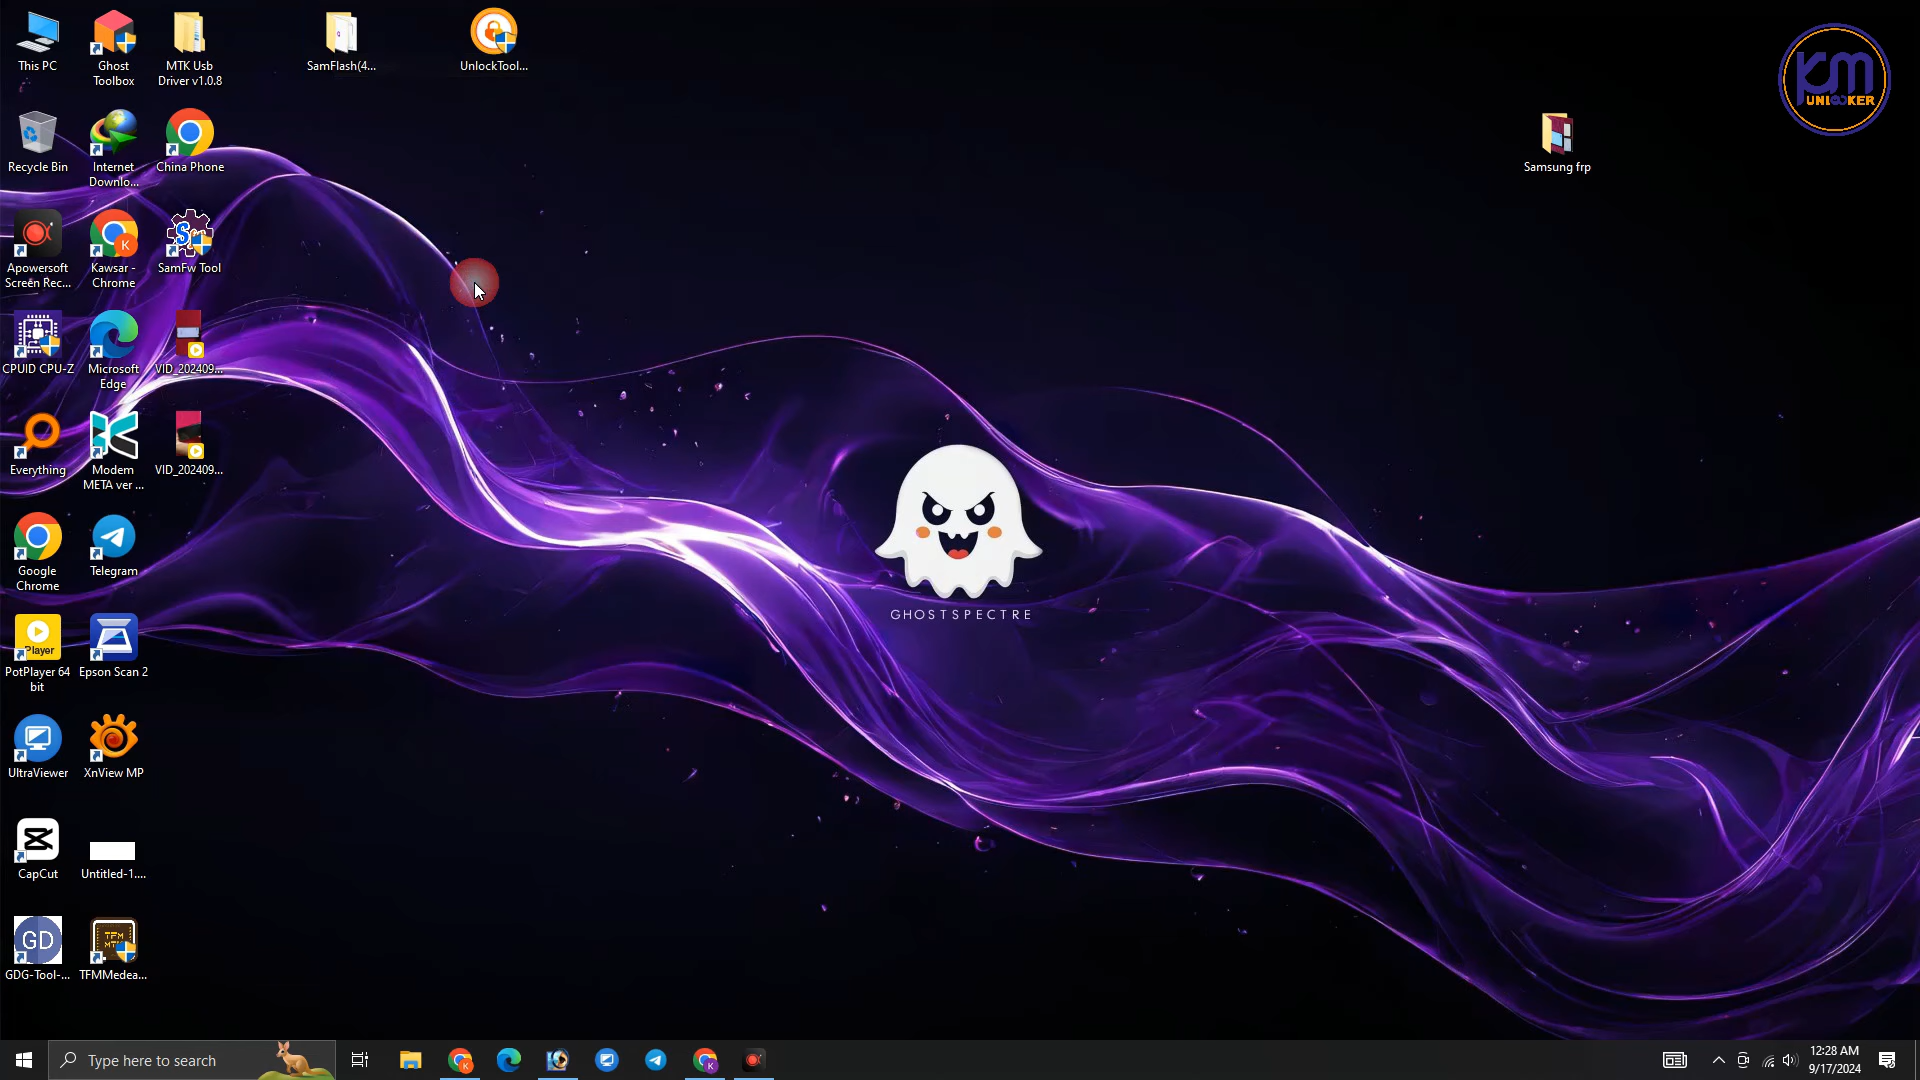 This PC
Ghost
Toolbox
MTK Usb
Driver v1.0.8
SamFlash(4...
UnlockTool...
KM
UNLOCKER
Recycle Bin
Internet
Downlo...
China Phone
Samsung frp
Apowersoft
Screen Rec...
Kawsar -
Chrome
SamFw Tool
CPUID CPU-Z
Microsoft
Edge
VID_202409...
Everything
Modem
META ver ...
VID_202409...
Google
Chrome
Telegram
GHOSTSPECTRE
Player
PotPlayer 64
bit
Epson Scan 2
UltraViewer
XnView MP
CapCut
Untitled-1....
GD
TFM
GDG-Tool-...
TFMMedea...
Type here to search
12:28 AM
9/17/2024